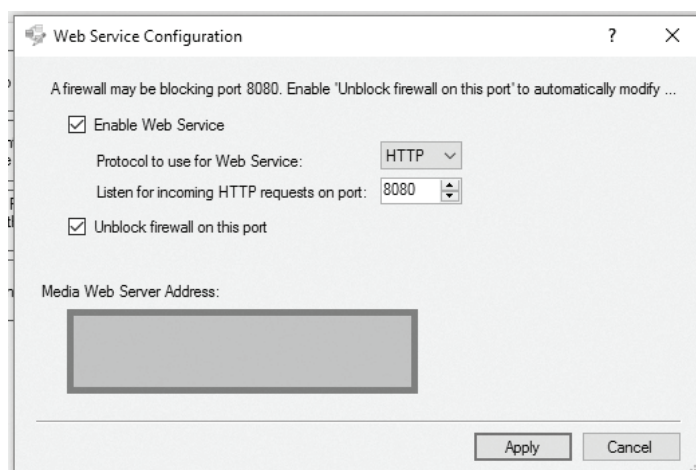 Web Service Configuration
A firewall may be blocking port 8080. Enable 'Unblock firewall on this port' to automatically modify ...
Enable Web Service
Protocol to use for Web Service: HTTP
Listen for incoming HTTP requests on port: 8080
Unblock firewall on this port
Media Web Server Address:
Apply Cancel